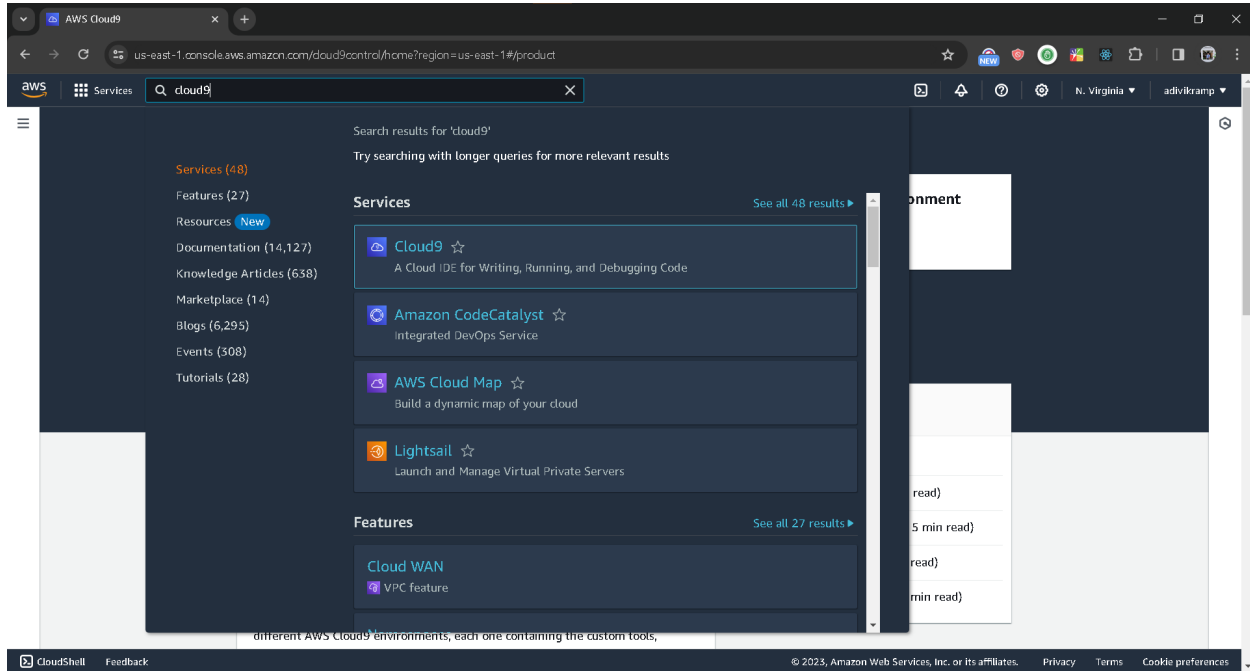 AWS Cloud9
us-east-1.console.aws.amazon.com/cloud9control/home?region=us-east-1#/product
NEW
aws
Services
cloud9
N. Virginia
adivikramp
Search results for 'cloud9'
Try searching with longer queries for more relevant results
Services (48)
Features (27)
Resources New
Documentation (14,127)
Knowledge Articles (638)
Marketplace (14)
Blogs (6,295)
Events (308)
Tutorials (28)
Services
See all 48 results
Cloud9
A Cloud IDE for Writing, Running, and Debugging Code
Amazon CodeCatalyst
Integrated DevOps Service
AWS Cloud Map
Build a dynamic map of your cloud
Lightsail
Launch and Manage Virtual Private Servers
Features
See all 27 results
Cloud WAN
VPC feature
onment
read)
5 min read)
read)
min read)
different AWS Cloud9 environments, each one containing the custom tools,
CloudShell
Feedback
© 2023, Amazon Web Services, Inc. or its affiliates.
Privacy
Terms
Cookie preferences